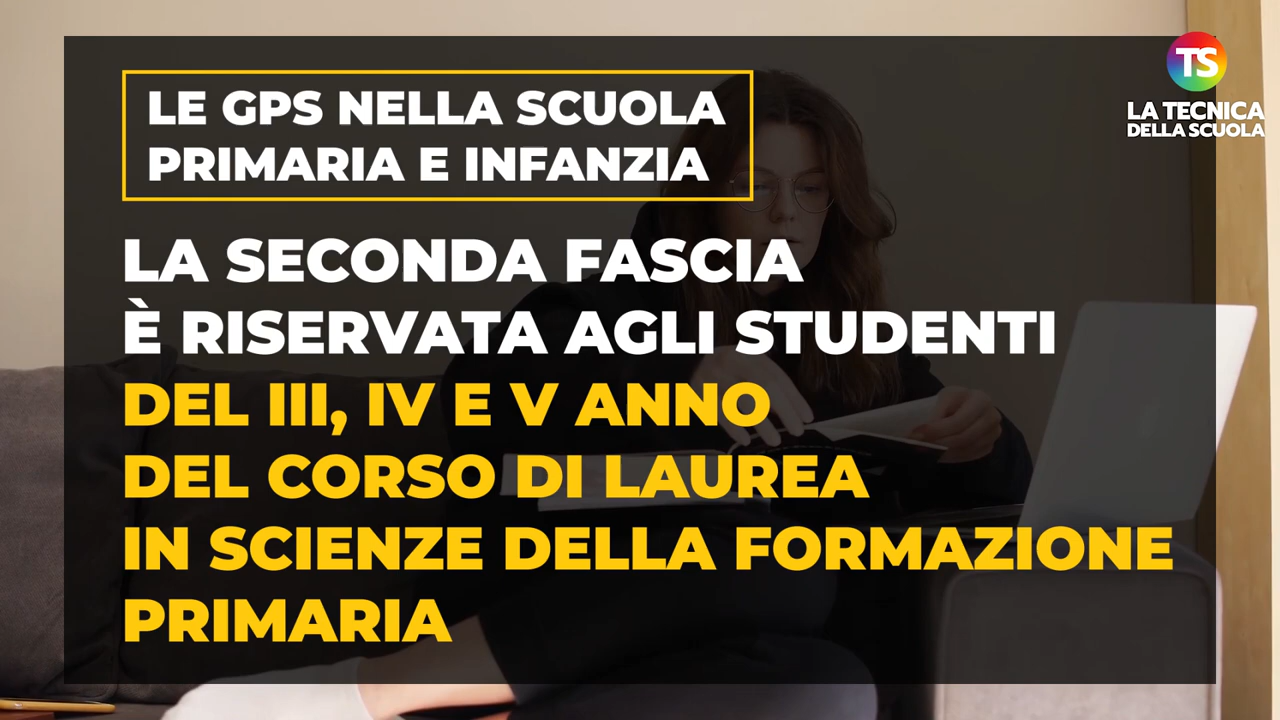 LE GPS NELLA SCUOLA
PRIMARIA E INFANZIA
TS
LA TECNICA
DELLA SCUOLA
LA SECONDA FASCIA
È RISERVATA AGLI STUDENTI
DEL III, IV E V ANNO
DEL CORSO DI LAUREA
IN SCIENZE DELLA FORMAZIONE
PRIMARIA